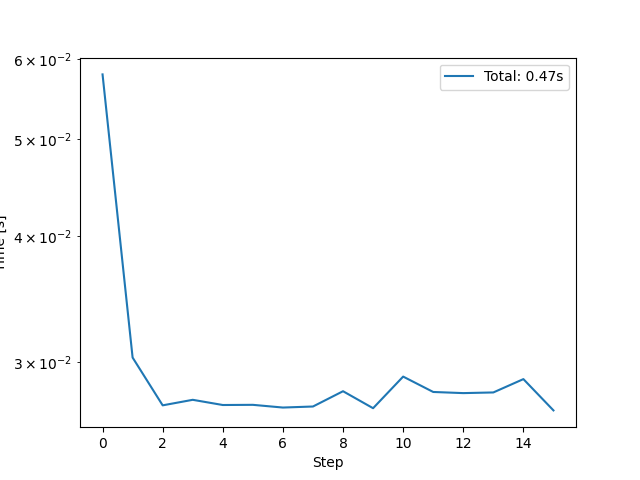 Total: 0.47s
6 × 10⁻²
5 × 10⁻²
4 × 10⁻²
3 × 10⁻²
[s]
0 2 4 6 8 10 12 14
Step